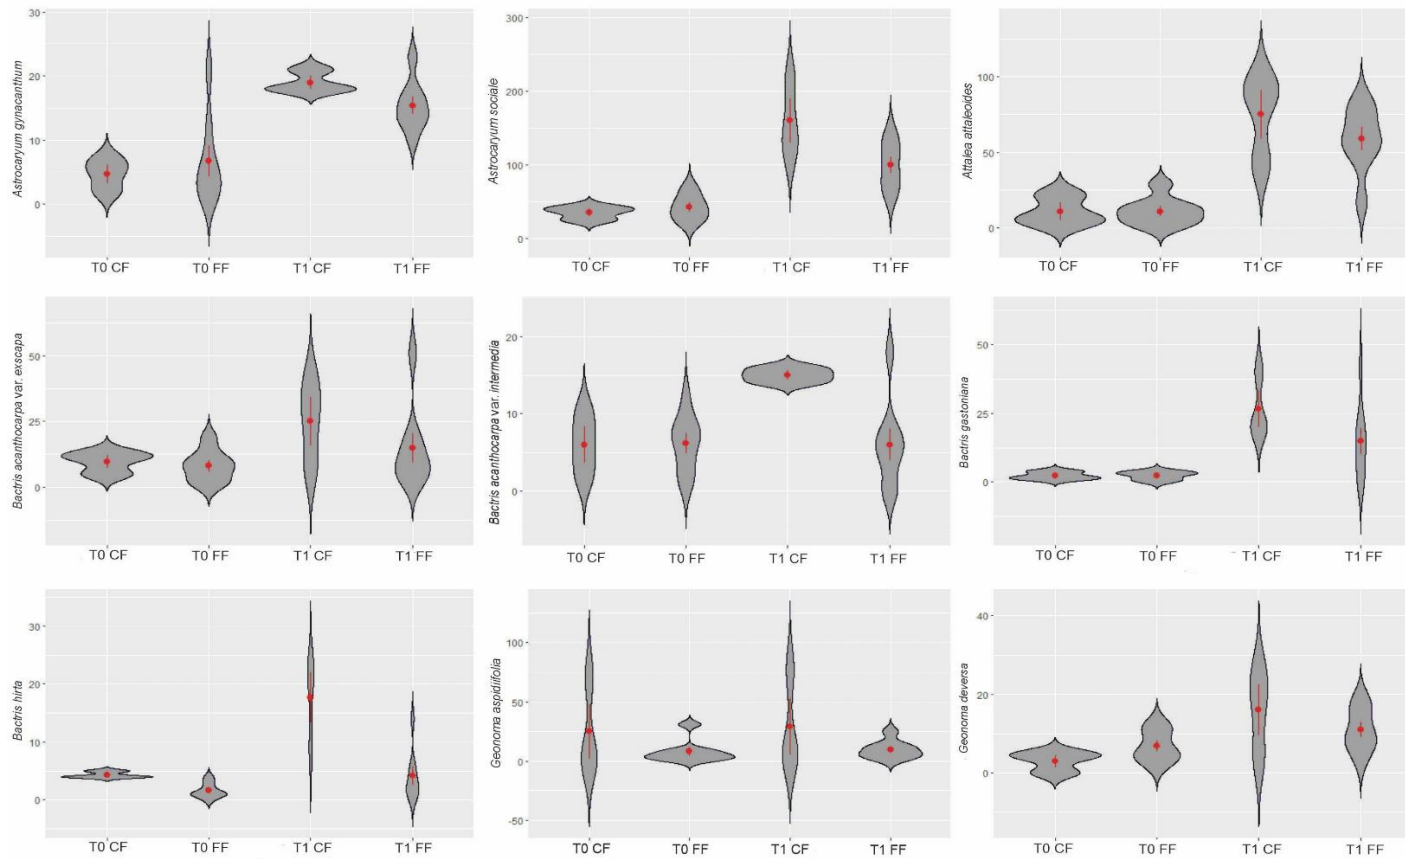 Astrocaryum gynacanthum
30
20
10
0
T0 CF T0 FF T1 CF T1 FF
Astrocaryum sociale
300
200
100
0
T0 CF T0 FF T1 CF T1 FF
Attalea attaleoides
100
50
0
T0 CF T0 FF T1 CF T1 FF
Bactris acanthocarpa var. exscapa
50
25
0
T0 CF T0 FF T1 CF T1 FF
Bactris acanthocarpa var. intermedia
20
10
0
T0 CF T0 FF T1 CF T1 FF
Bactris gastoniana
50
25
0
T0 CF T0 FF T1 CF T1 FF
Bactris hirta
30
20
10
0
T0 CF T0 FF T1 CF T1 FF
Geonoma aspidiifolia
100
50
0
-50
T0 CF T0 FF T1 CF T1 FF
Geonoma deversa
40
20
0
T0 CF T0 FF T1 CF T1 FF